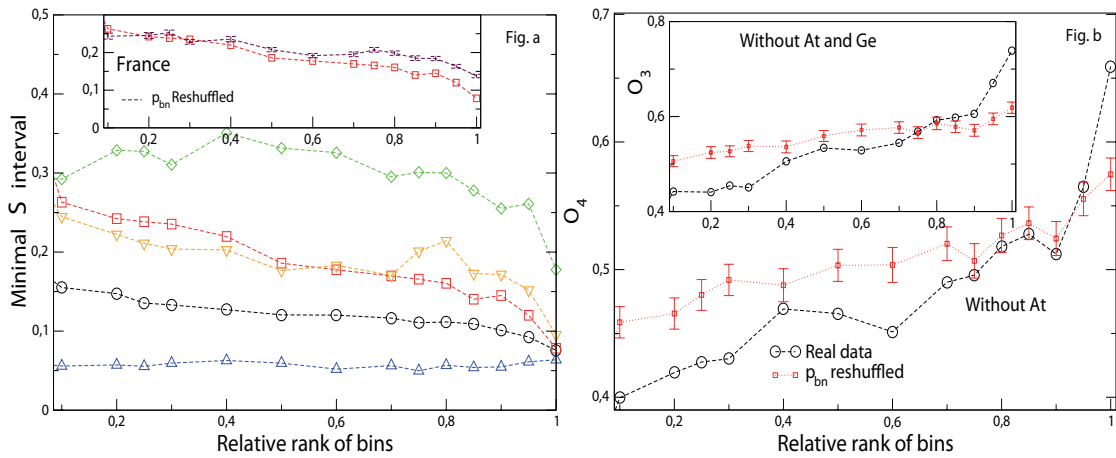 Fig. a
Minimal S interval
0,5
0,4
0,3
0,2
0,1
0
0,2
0,4
0,6
0,8
1
Relative rank of bins
France
p_bn Reshuffled
0,2
0,1
0
0,2
0,4
0,6
0,8
1
Fig. b
O_4
0,7
0,6
0,5
0,4
0,2
0,4
0,6
0,8
1
Relative rank of bins
Without At
Real data
p_bn reshuffled
Without At and Ge
O_3
0,8
0,6
0,4
0,2
0,4
0,6
0,8
1